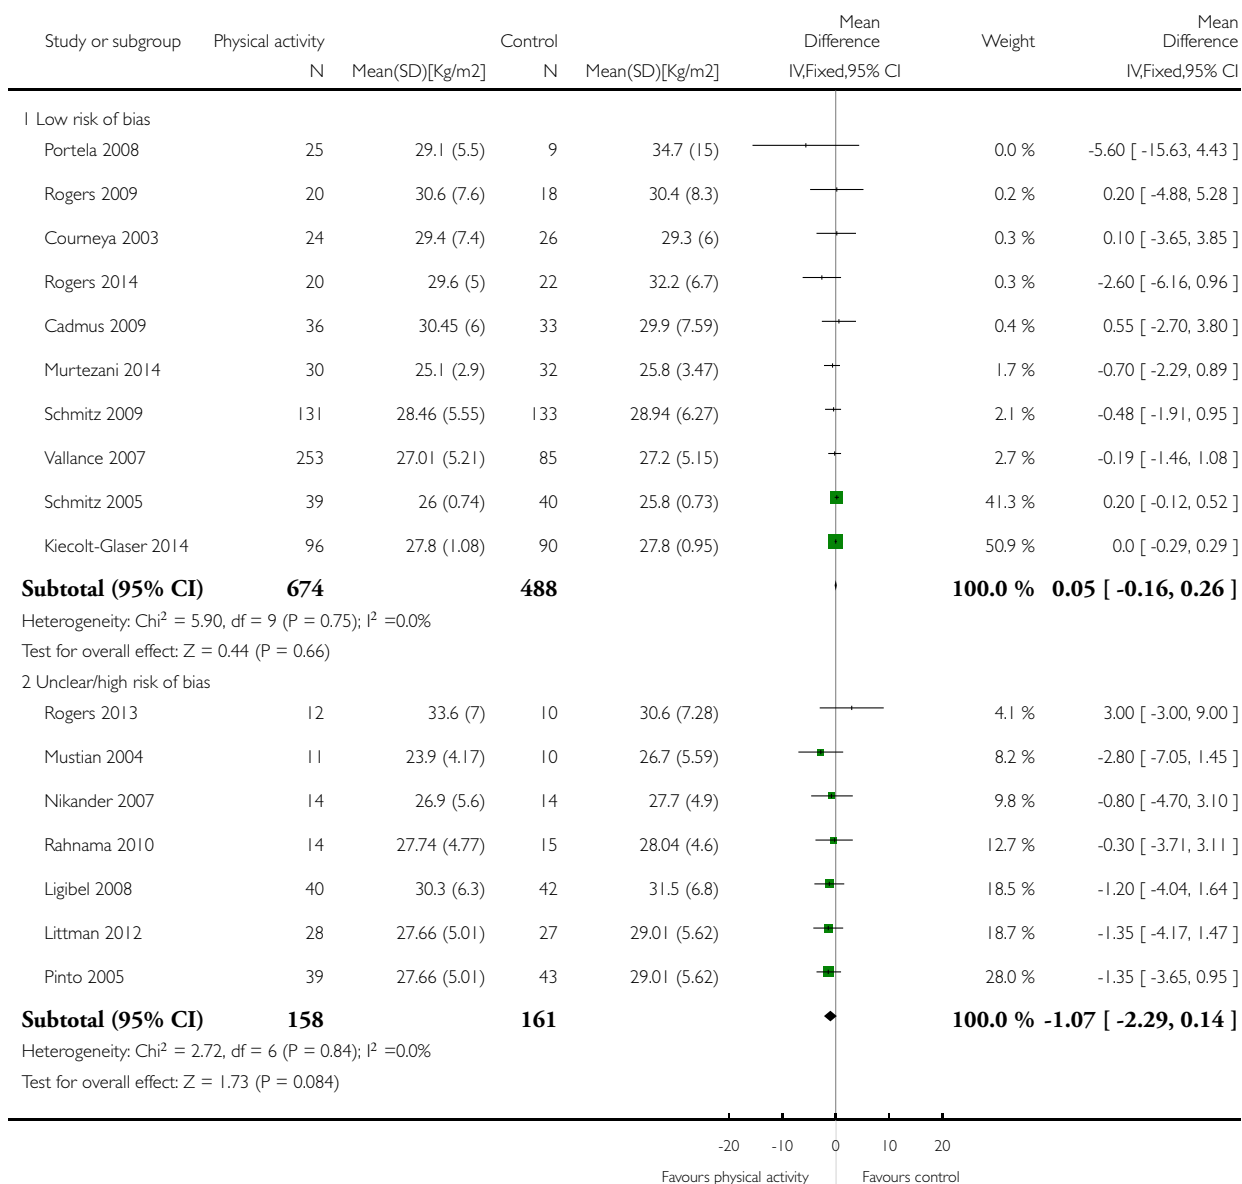 Mean Mean
Study or subgroup Physical activity Control Difference Weight Difference
N Mean(SD)[Kg/m2] N Mean(SD)[Kg/m2] IV,Fixed,95% CI IV,Fixed,95% CI
1 Low risk of bias
Portela 2008 25 29.1 (5.5) 9 34.7 (15) 0.0 % -5.60 [ -15.63, 4.43 ]
Rogers 2009 20 30.6 (7.6) 18 30.4 (8.3) 0.2 % 0.20 [ -4.88, 5.28 ]
Courneya 2003 24 29.4 (7.4) 26 29.3 (6) 0.3 % 0.10 [ -3.65, 3.85 ]
Rogers 2014 20 29.6 (5) 22 32.2 (6.7) 0.3 % -2.60 [ -6.16, 0.96 ]
Cadmus 2009 36 30.45 (6) 33 29.9 (7.59) 0.4 % 0.55 [ -2.70, 3.80 ]
Murtezani 2014 30 25.1 (2.9) 32 25.8 (3.47) 1.7 % -0.70 [ -2.29, 0.89 ]
Schmitz 2009 131 28.46 (5.55) 133 28.94 (6.27) 2.1 % -0.48 [ -1.91, 0.95 ]
Vallance 2007 253 27.01 (5.21) 85 27.2 (5.15) 2.7 % -0.19 [ -1.46, 1.08 ]
Schmitz 2005 39 26 (0.74) 40 25.8 (0.73) 41.3 % 0.20 [ -0.12, 0.52 ]
Kiecolt-Glaser 2014 96 27.8 (1.08) 90 27.8 (0.95) 50.9 % 0.0 [ -0.29, 0.29 ]
Subtotal (95% CI) 674 488 100.0 % 0.05 [ -0.16, 0.26 ]
Heterogeneity: Chi² = 5.90, df = 9 (P = 0.75); I² =0.0%
Test for overall effect: Z = 0.44 (P = 0.66)
2 Unclear/high risk of bias
Rogers 2013 12 33.6 (7) 10 30.6 (7.28) 4.1 % 3.00 [ -3.00, 9.00 ]
Mustian 2004 11 23.9 (4.17) 10 26.7 (5.59) 8.2 % -2.80 [ -7.05, 1.45 ]
Nikander 2007 14 26.9 (5.6) 14 27.7 (4.9) 9.8 % -0.80 [ -4.70, 3.10 ]
Rahnama 2010 14 27.74 (4.77) 15 28.04 (4.6) 12.7 % -0.30 [ -3.71, 3.11 ]
Ligibel 2008 40 30.3 (6.3) 42 31.5 (6.8) 18.5 % -1.20 [ -4.04, 1.64 ]
Littman 2012 28 27.66 (5.01) 27 29.01 (5.62) 18.7 % -1.35 [ -4.17, 1.47 ]
Pinto 2005 39 27.66 (5.01) 43 29.01 (5.62) 28.0 % -1.35 [ -3.65, 0.95 ]
Subtotal (95% CI) 158 161 100.0 % -1.07 [ -2.29, 0.14 ]
Heterogeneity: Chi² = 2.72, df = 6 (P = 0.84); I² =0.0%
Test for overall effect: Z = 1.73 (P = 0.084)
-20 -10 0 10 20
Favours physical activity Favours control